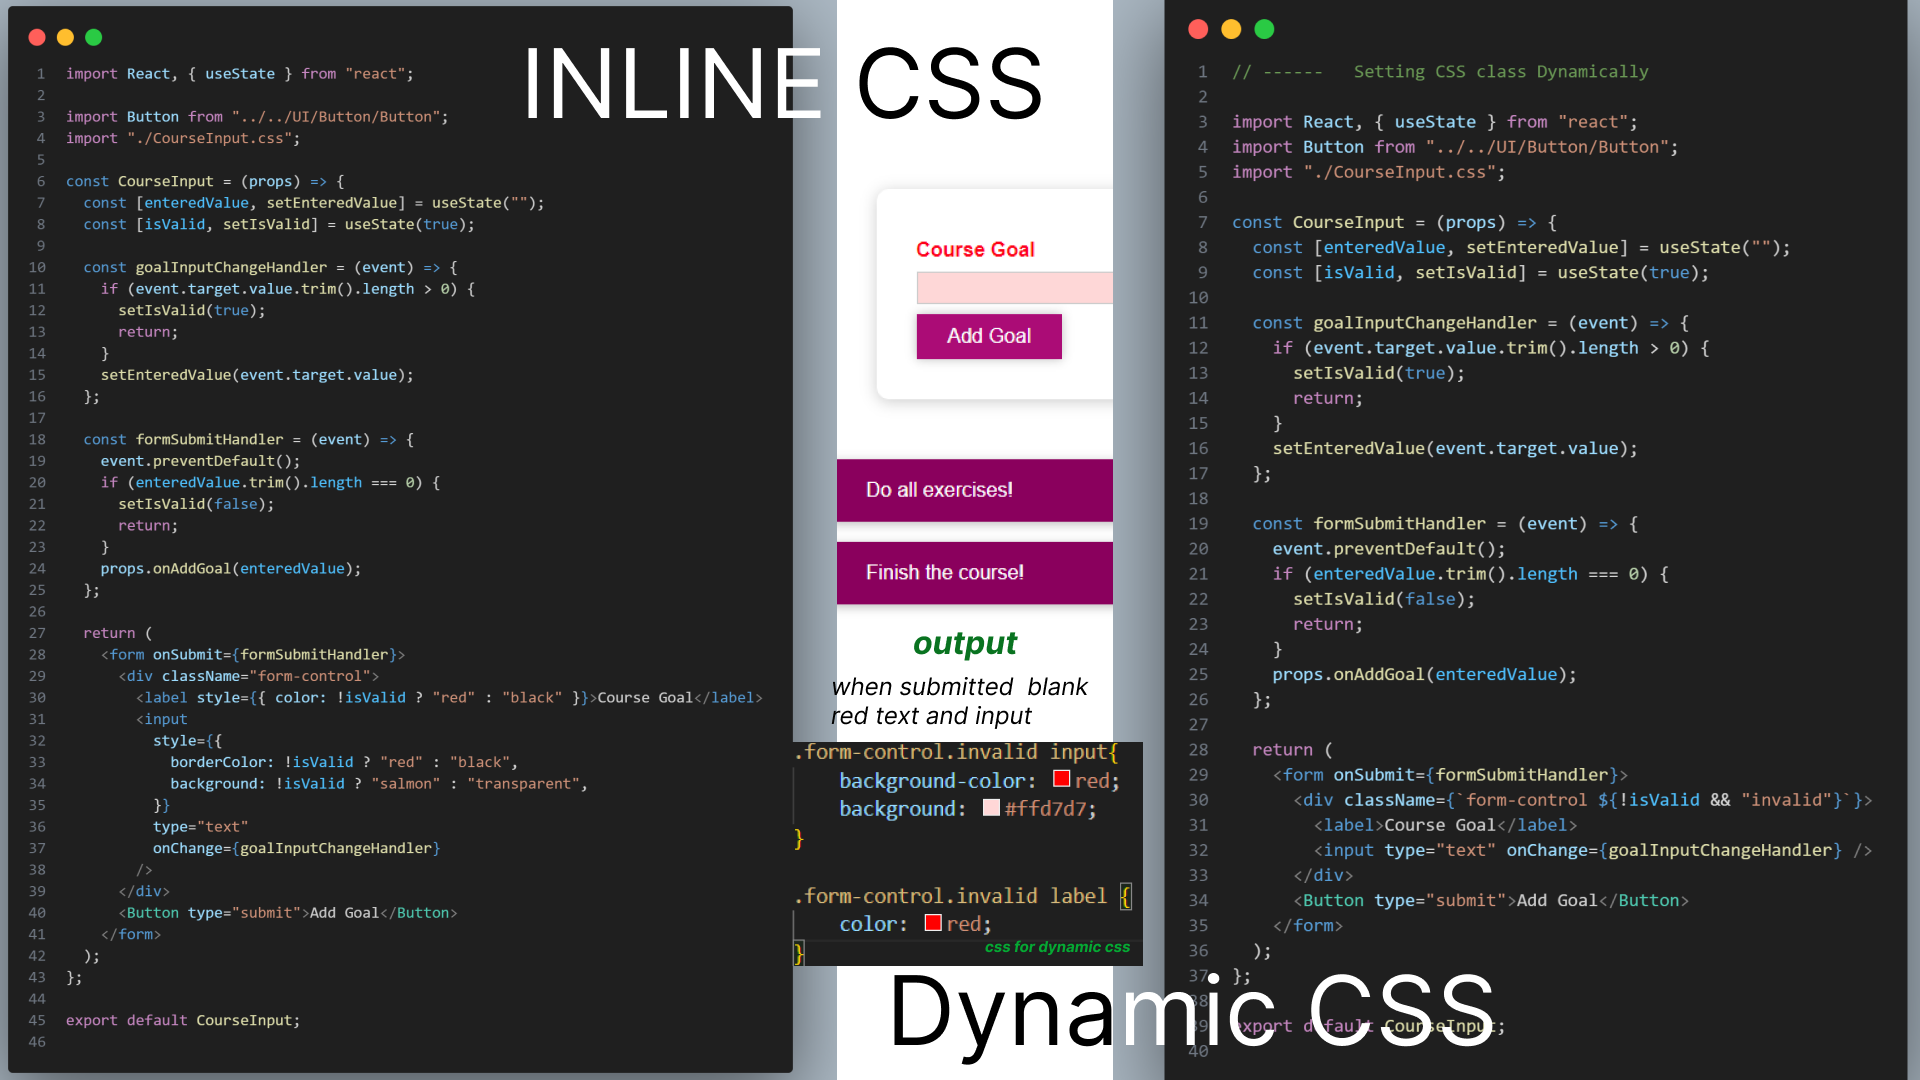 INLINE CSS
1 import React, { useState } from "react";
2
3 import Button from "../../UI/Button/Button";
4 import "./CourseInput.css";
5
6 const CourseInput = (props) => {
7 const [enteredValue, setEnteredValue] = useState("");
8 const [isValid, setIsValid] = useState(true);
9
10 const goalInputChangeHandler = (event) => {
11 if (event.target.value.trim().length > 0) {
12 setIsValid(true);
13 return;
14 }
15 setEnteredValue(event.target.value);
16 };
17
18 const formSubmitHandler = (event) => {
19 event.preventDefault();
20 if (enteredValue.trim().length === 0) {
21 setIsValid(false);
22 return;
23 }
24 props.onAddGoal(enteredValue);
25 };
26
27 return (
28 <form onSubmit={formSubmitHandler}>
29 <div className="form-control">
30 <label style={{ color: !isValid ? "red" : "black" }}>Course Goal</label>
31 <input
32 style={{
33 borderColor: !isValid ? "red" : "black",
34 background: !isValid ? "salmon" : "transparent",
35 }}
36 type="text"
37 onChange={goalInputChangeHandler}
38 />
39 </div>
40 <Button type="submit">Add Goal</Button>
41 </form>
42 );
43 };
44
45 export default CourseInput;
46
Course Goal
Add Goal
Do all exercises!
Finish the course!
output
when submitted blank
red text and input
.form-control.invalid input{
background-color: red;
background: #ffd7d7;
}
.form-control.invalid label {
color: red;
}
css for dynamic css
1 // ------ Setting CSS class Dynamically
2
3 import React, { useState } from "react";
4 import Button from "../../UI/Button/Button";
5 import "./CourseInput.css";
6
7 const CourseInput = (props) => {
8 const [enteredValue, setEnteredValue] = useState("");
9 const [isValid, setIsValid] = useState(true);
10
11 const goalInputChangeHandler = (event) => {
12 if (event.target.value.trim().length > 0) {
13 setIsValid(true);
14 return;
15 }
16 setEnteredValue(event.target.value);
17 };
18
19 const formSubmitHandler = (event) => {
20 event.preventDefault();
21 if (enteredValue.trim().length === 0) {
22 setIsValid(false);
23 return;
24 }
25 props.onAddGoal(enteredValue);
26 };
27
28 return (
29 <form onSubmit={formSubmitHandler}>
30 <div className={`form-control ${!isValid && "invalid"}`}>
31 <label>Course Goal</label>
32 <input type="text" onChange={goalInputChangeHandler} />
33 </div>
34 <Button type="submit">Add Goal</Button>
35 </form>
36 );
37 };
38
39 export default CourseInput;
40
Dynamic CSS